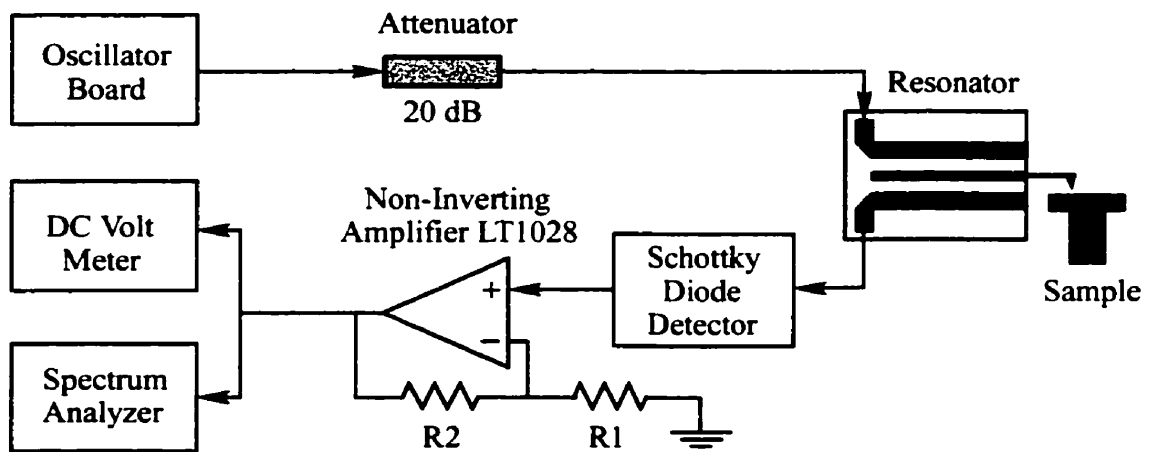 Oscillator
Board
Attenuator
20 dB
Resonator
Sample
Schottky
Diode
Detector
Non-Inverting
Amplifier LT1028
+
−
R2
R1
DC Volt
Meter
Spectrum
Analyzer